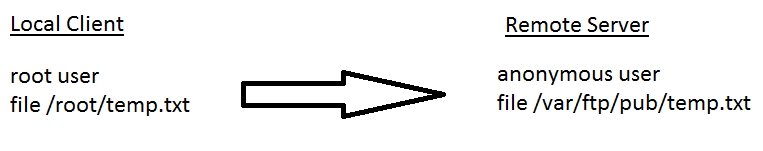 Local Client
root user
file /root/temp.txt
Remote Server
anonymous user
file /var/ftp/pub/temp.txt